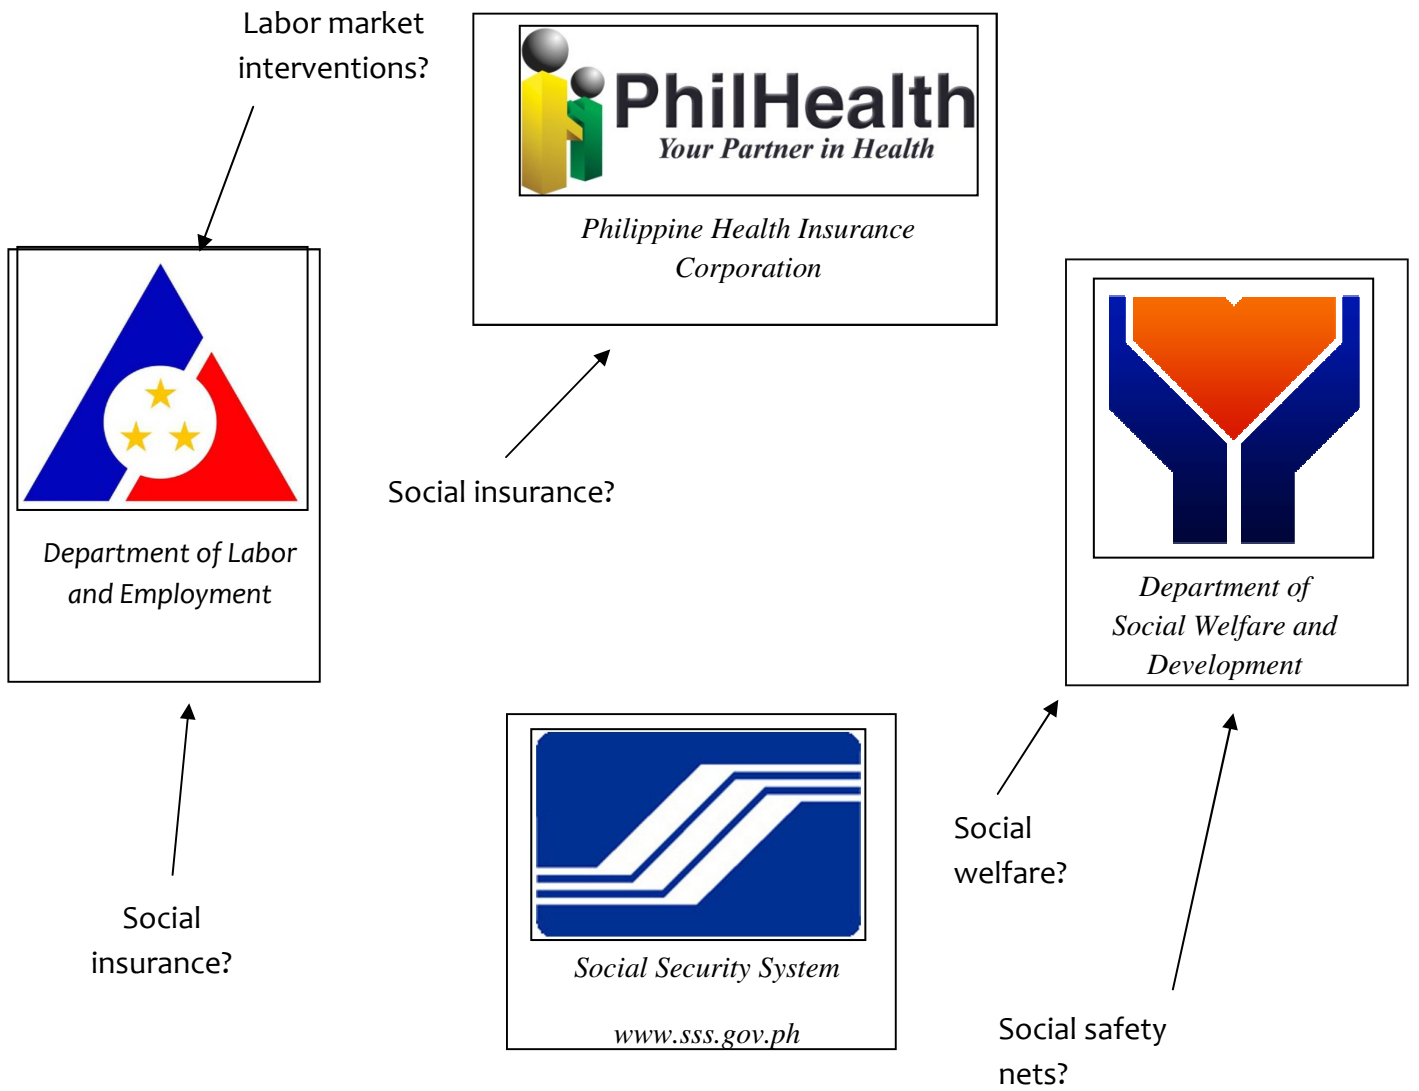 Labor market
interventions?
PhilHealth
Your Partner in Health
Philippine Health Insurance
Corporation
Social insurance?
Department of Labor
and Employment
Department of
Social Welfare and
Development
Social
insurance?
Social Security System
www.sss.gov.ph
Social
welfare?
Social safety
nets?